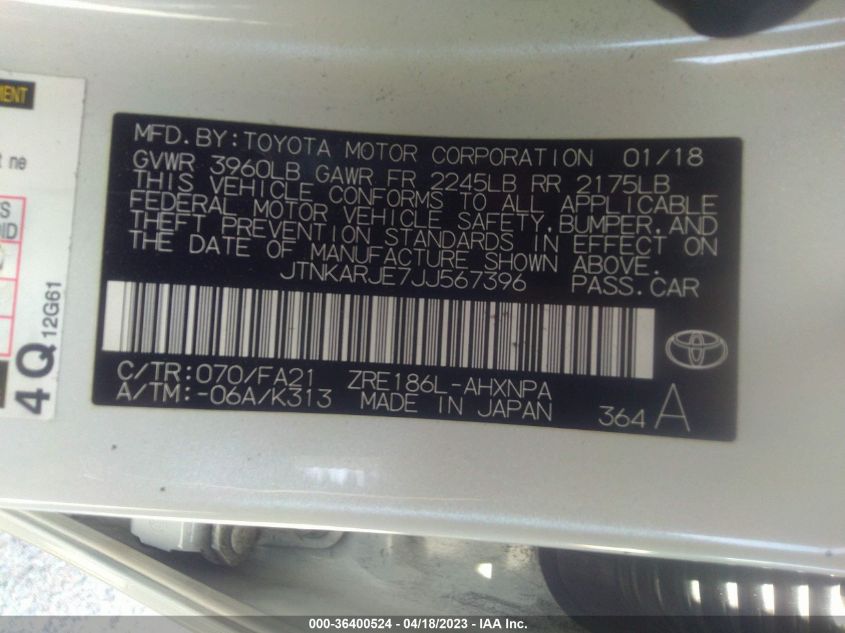 MENT
t ne
S
OID
4Q 12G61
MFD.BY:TOYOTA MOTOR CORPORATION 01/18
GVWR 3960LB GAWR FR 2245LB RR 2175LB
THIS VEHICLE CONFORMS TO ALL APPLICABLE
FEDERAL MOTOR VEHICLE SAFETY,BUMPER,AND
THEFT PREVENTION STANDARDS IN EFFECT ON
THE DATE OF MANUFACTURE SHOWN ABOVE.
JTNKARJE7JJ567396 PASS.CAR
C/TR:070/FA21 ZRE186L-AHXNPA
A/TM:-06A/K313 MADE IN JAPAN 364 A
000-36400524 - 04/18/2023 - IAA Inc.